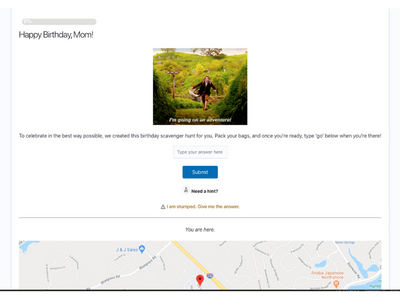 Happy Birthday, Mom!
I'm going on an adventure!
To celebrate in the best way possible, we created this birthday scavenger hunt for you. Pack your bags, and once you're ready, type 'go' below when you're there!
Type your answer here
Submit
Need a hint?
I am stumped. Give me the answer.
You are here.
J & J Sales